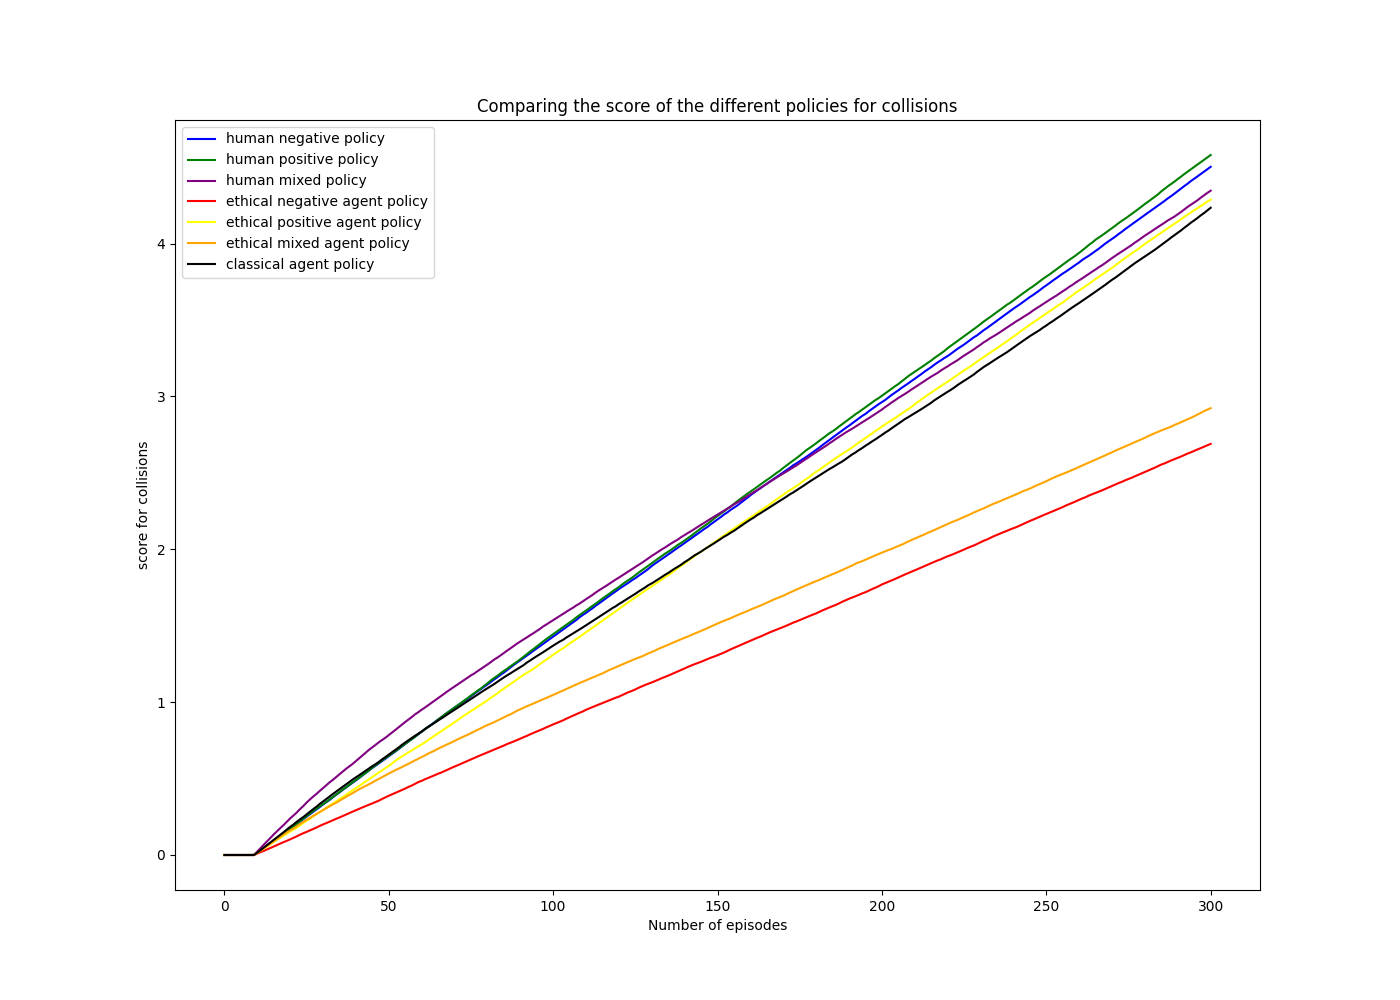 Comparing the score of the different policies for collisions
human negative policy
human positive policy
human mixed policy
ethical negative agent policy
ethical positive agent policy
ethical mixed agent policy
classical agent policy
4
3
2
1
0
score for collisions
0 50 100 150 200 250 300
Number of episodes